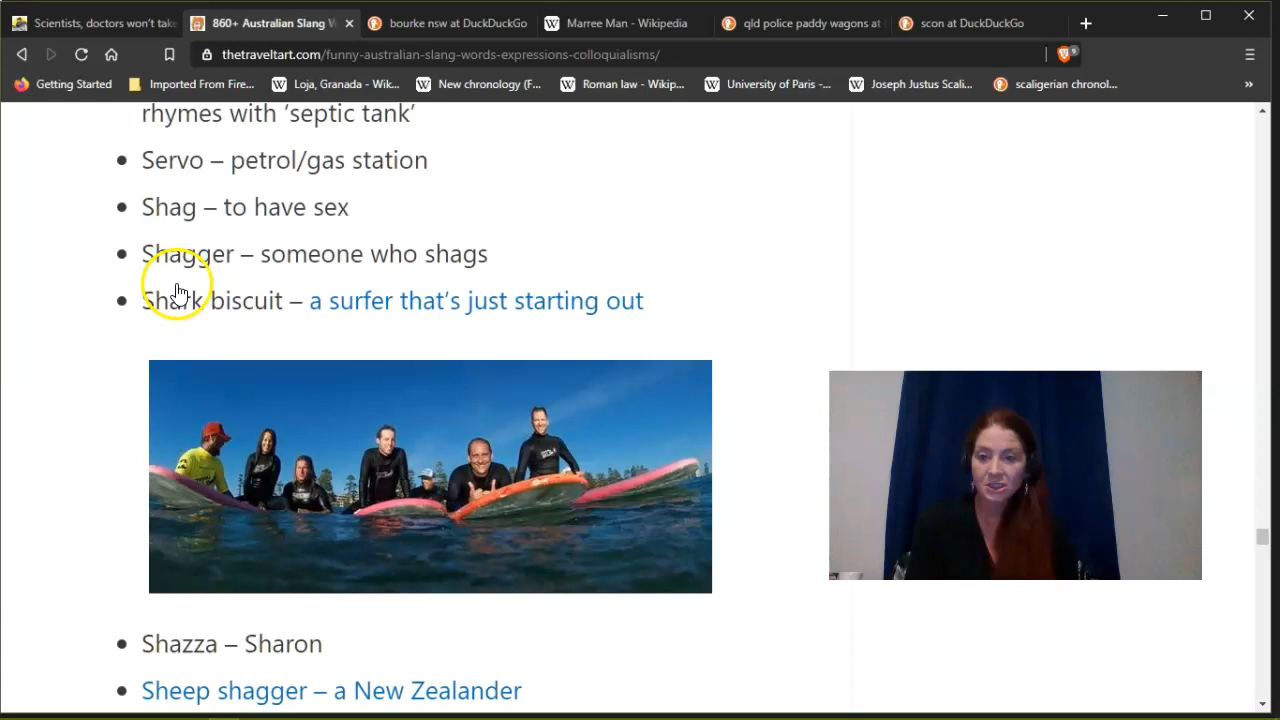 Scientists, doctors won't take
860+ Australian Slang W
bourke nsw at DuckDuckGo
Marree Man - Wikipedia
qld police paddy wagons at
scon at DuckDuckGo
thetraveltart.com/funny-australian-slang-words-expressions-colloquialisms/
Getting Started
Imported From Fire...
Loja, Granada - Wik...
New chronology (F...
Roman law - Wikip...
University of Paris -...
Joseph Justus Scali...
scaligerian chronol...
rhymes with 'septic tank'
Servo – petrol/gas station
Shag – to have sex
Shagger – someone who shags
Shark biscuit – a surfer that's just starting out
Shazza – Sharon
Sheep shagger – a New Zealander